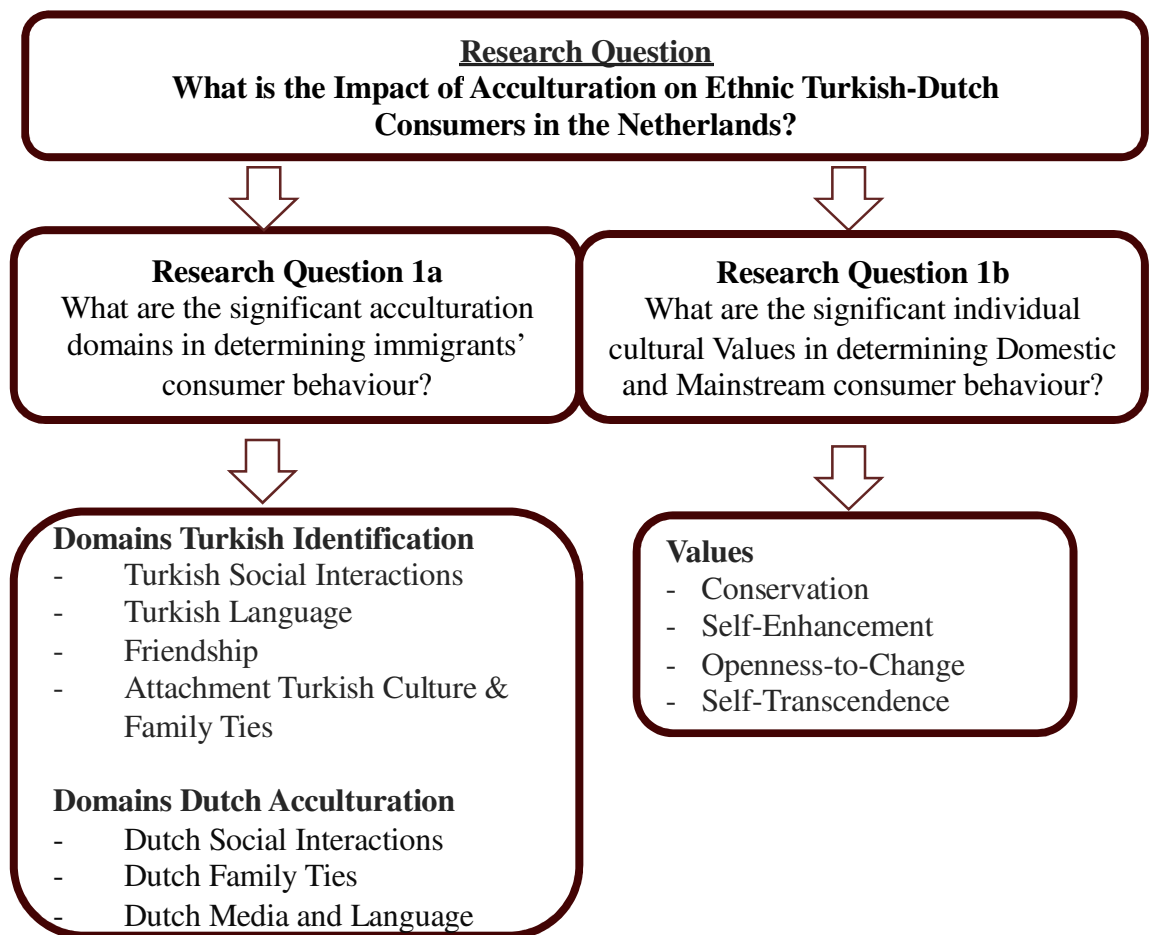 Research Question
What is the Impact of Acculturation on Ethnic Turkish-Dutch
Consumers in the Netherlands?
Research Question 1a
What are the significant acculturation
domains in determining immigrants’
consumer behaviour?
Research Question 1b
What are the significant individual
cultural Values in determining Domestic
and Mainstream consumer behaviour?
Domains Turkish Identification
- Turkish Social Interactions
- Turkish Language
- Friendship
- Attachment Turkish Culture &
Family Ties
Domains Dutch Acculturation
- Dutch Social Interactions
- Dutch Family Ties
- Dutch Media and Language
Values
- Conservation
- Self-Enhancement
- Openness-to-Change
- Self-Transcendence